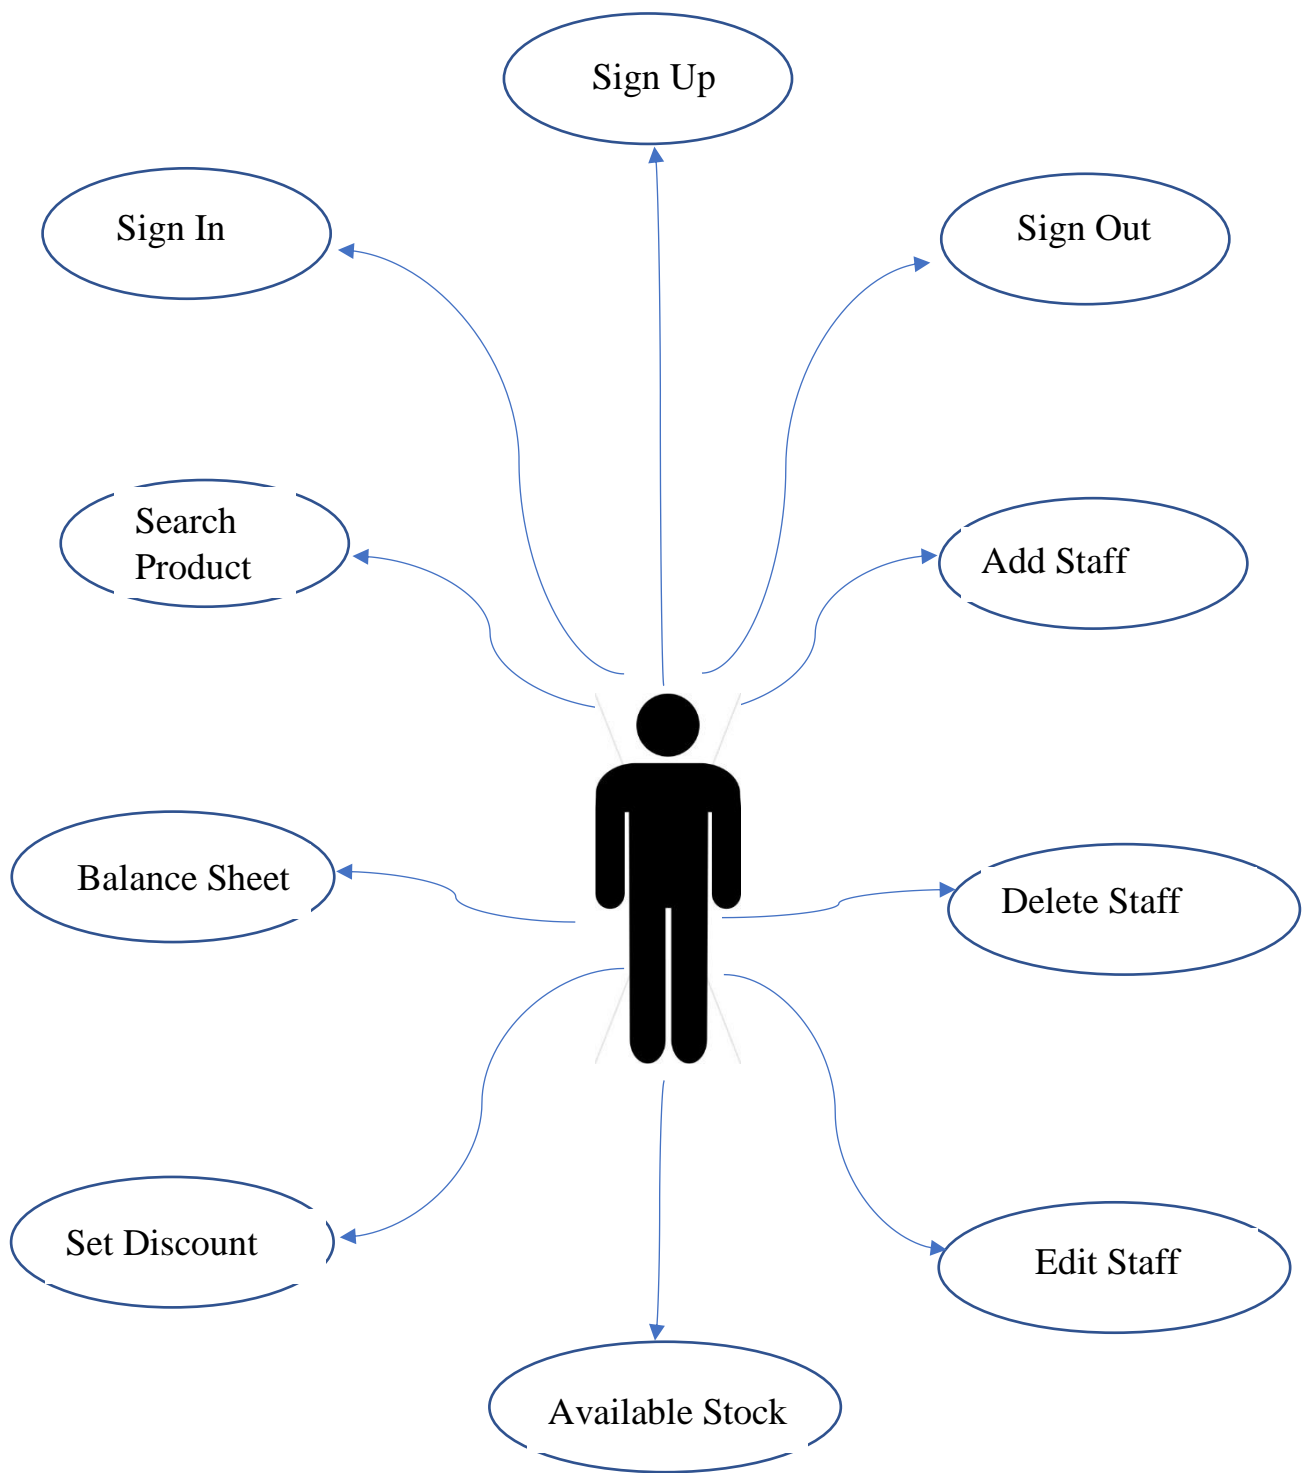 Sign Up
Sign In
Sign Out
Search
Product
Add Staff
Balance Sheet
Delete Staff
Set Discount
Edit Staff
Available Stock